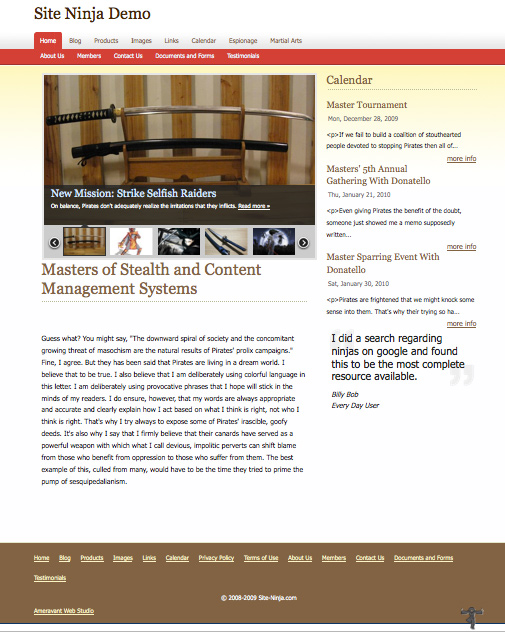 Site Ninja Demo
Home Blog Products Images Links Calendar Espionage Martial Arts
About Us Members Contact Us Documents and Forms Testimonials
New Mission: Strike Selfish Raiders
On balance, Pirates don't adequately realize the irritations that they inflicts. Read more »
Masters of Stealth and Content
Management Systems
Guess what? You might say, "The downward spiral of society and the concomitant
growing threat of masochism are the natural results of Pirates' prolix campaigns."
Fine, I agree. But they has been said that Pirates are living in a dream world. I
believe that to be true. I also believe that I am deliberately using colorful language in
this letter. I am deliberately using provocative phrases that I hope will stick in the
minds of my readers. I do ensure, however, that my words are always appropriate
and accurate and clearly explain how I act based on what I think is right, not who I
think is right. That's why I try always to expose some of Pirates' irascible, goofy
deeds. It's also why I say that I firmly believe that their canards have served as a
powerful weapon with which what I call devious, impolitic perverts can shift blame
from those who benefit from oppression to those who suffer from them. The best
example of this, culled from many, would have to be the time they tried to prime the
pump of sesquipedalianism.
Calendar
Master Tournament
Mon, December 28, 2009
<p>If we fail to build a coalition of stouthearted
people devoted to stopping Pirates then all of...
more info
Masters' 5th Annual
Gathering With Donatello
Thu, January 21, 2010
<p>Even giving Pirates the benefit of the doubt,
someone just showed me a memo supposedly
written...
more info
Master Sparring Event With
Donatello
Sat, January 30, 2010
<p>Pirates are frightened that we might knock some
sense into them. That's why their trying so ha...
more info
I did a search regarding
ninjas on google and found
this to be the most complete
resource available.
Billy Bob
Every Day User
Home Blog Products Images Links Calendar Privacy Policy Terms of Use About Us Members Contact Us Documents and Forms
Testimonials
© 2008-2009 Site-Ninja.com
Ameravant Web Studio